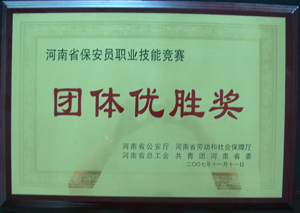 河南省保安员职业技能竞赛
团体优胜奖
河南省公安厅 河南省劳动和社会保障厅
河南省总工会 共青团河南省委
二〇〇七年十一月十一日